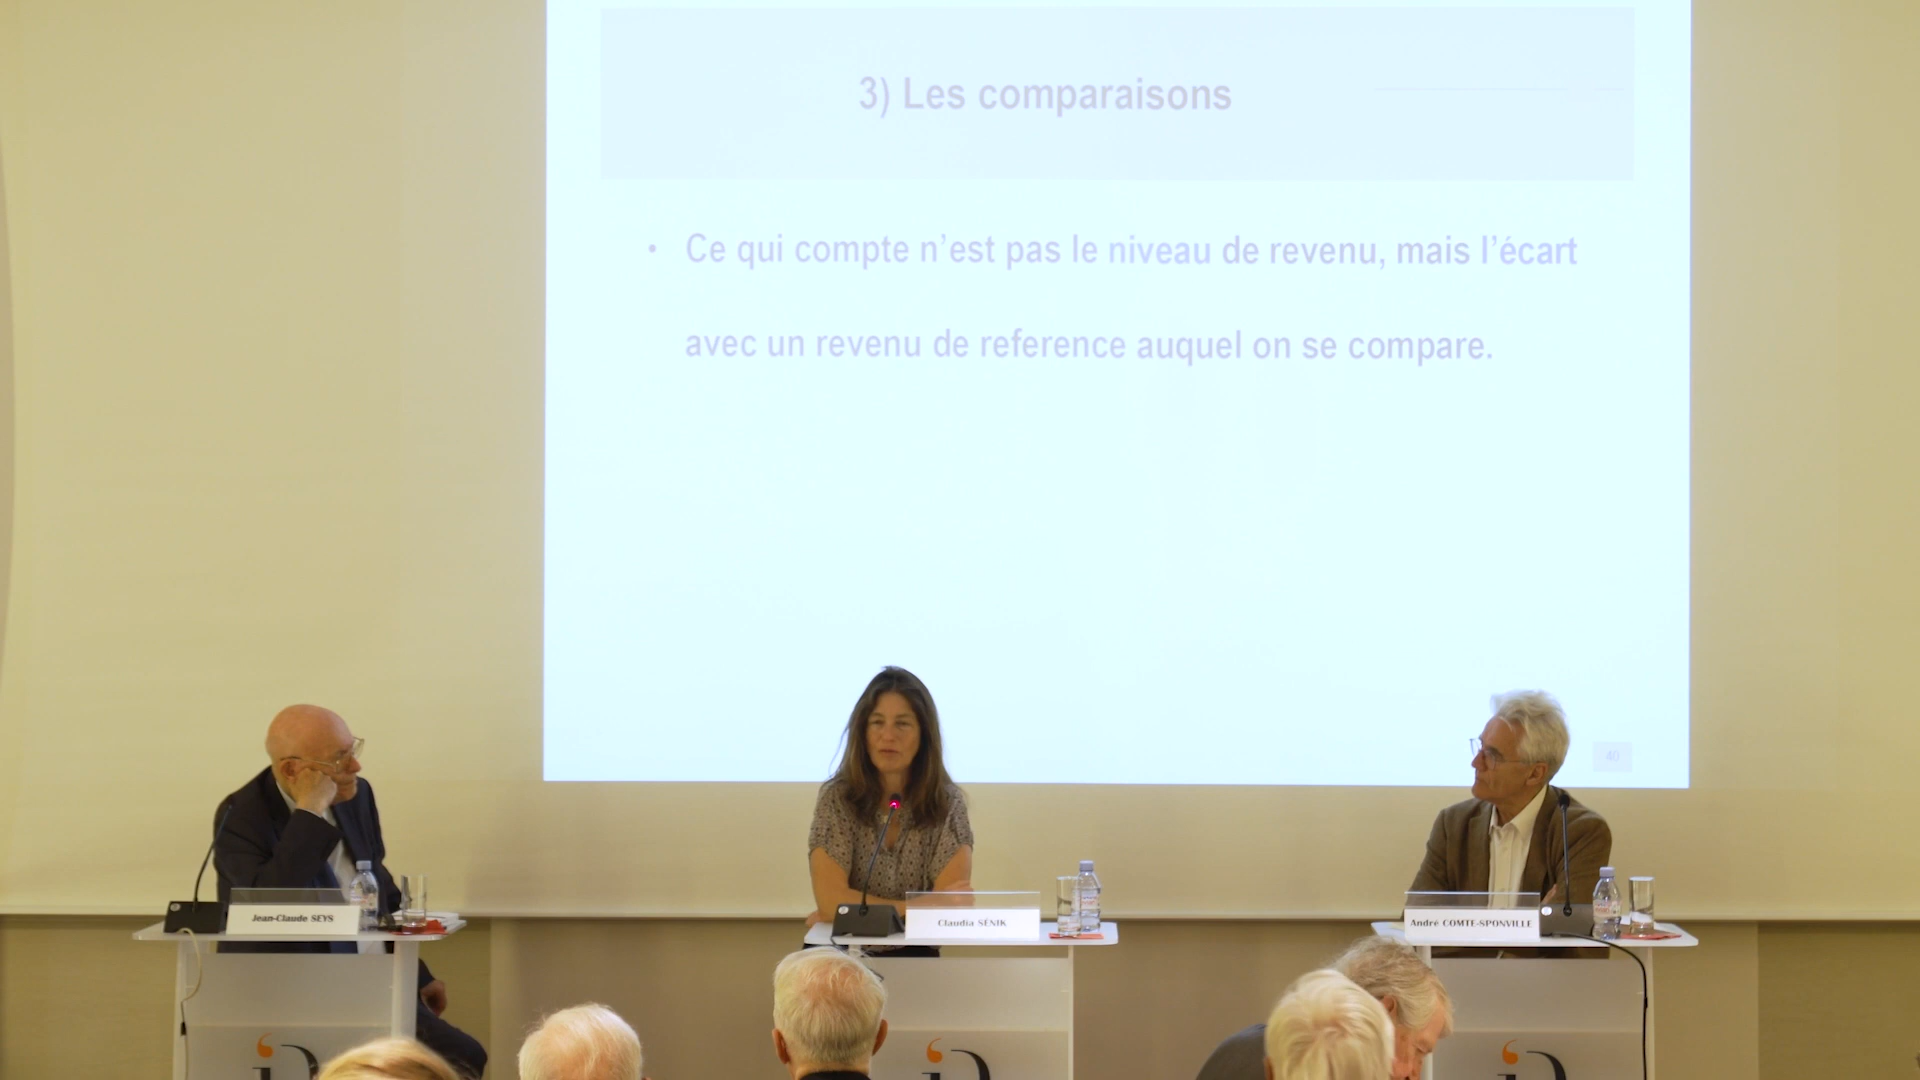 3) Les comparaisons
• Ce qui compte n’est pas le niveau de revenu, mais l’écart
avec un revenu de reference auquel on se compare.
40
Jean-Claude SEYS
Claudia SÉNIK
André COMTE-SPONVILLE